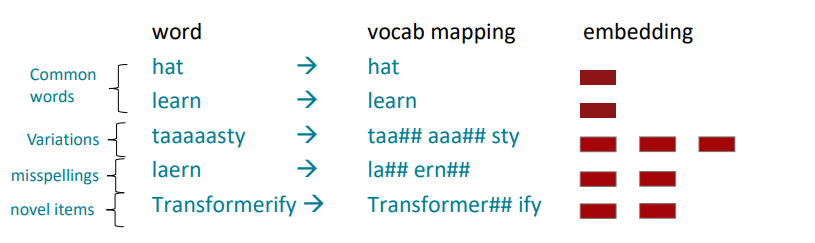 word vocab mapping embedding
Common words
hat → hat
learn → learn
Variations
taaaaasty → taa## aaa## sty
misspellings
laern → la## ern##
novel items
Transformerify → Transformer## ify